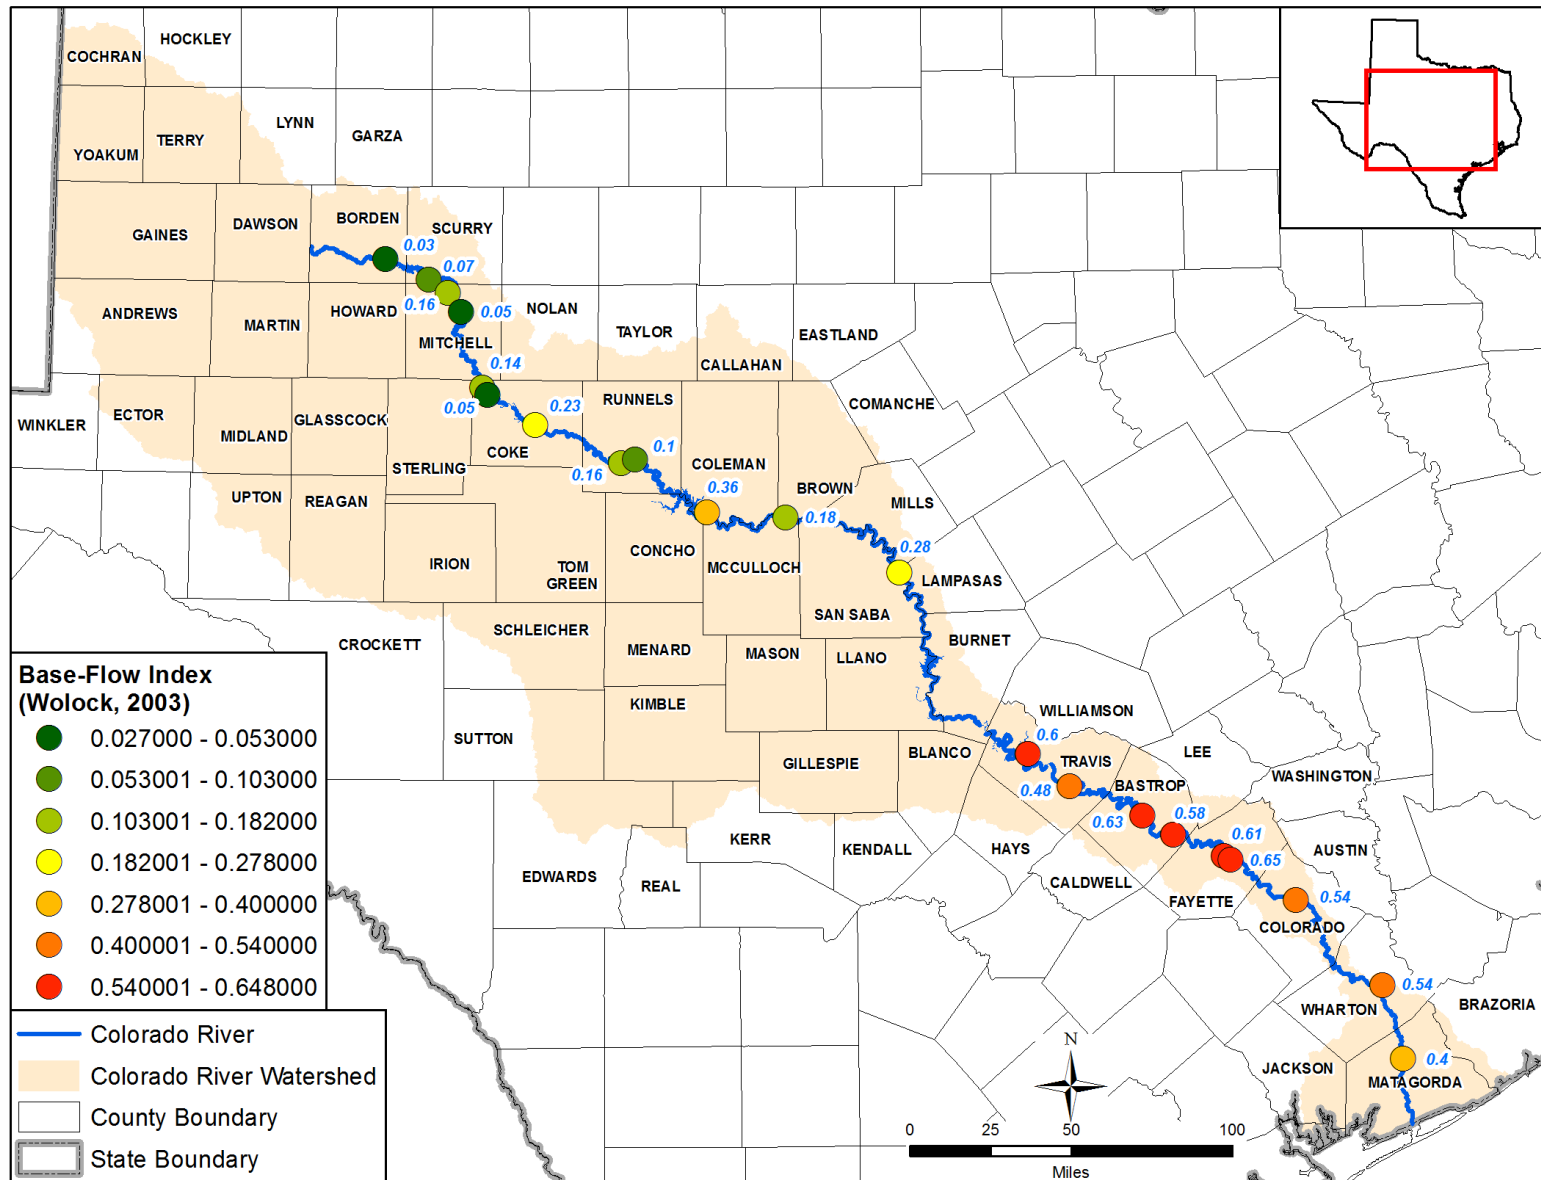 HOCKLEY
COCHRAN
LYNN
GARZA
TERRY
YOAKUM
BORDEN
DAWSON
SCURRY
GAINES
0.03
0.07
0.16
0.05
ANDREWS
HOWARD
NOLAN
MARTIN
TAYLOR
EASTLAND
MITCHELL
0.14
CALLAHAN
0.05
0.23
RUNNELS
COMANCHE
ECTOR
GLASSCOCK
WINKLER
MIDLAND
COKE
0.1
STERLING
COLEMAN
0.16
0.36
BROWN
UPTON
REAGAN
MILLS
0.18
CONCHO
0.28
IRION
TOM
GREEN
MCCULLOCH
LAMPASAS
SAN SABA
SCHLEICHER
CROCKETT
BURNET
MENARD
MASON
LLANO
KIMBLE
WILLIAMSON
SUTTON
0.6
BLANCO
LEE
GILLESPIE
TRAVIS
WASHINGTON
0.48
BASTROP
0.63
0.58
0.61
KERR
KENDALL
HAYS
AUSTIN
0.65
EDWARDS
REAL
CALDWELL
0.54
FAYETTE
COLORADO
0.54
WHARTON
BRAZORIA
JACKSON
0.4
MATAGORDA
Base-Flow Index
(Wolock, 2003)
0.027000 - 0.053000
0.053001 - 0.103000
0.103001 - 0.182000
0.182001 - 0.278000
0.278001 - 0.400000
0.400001 - 0.540000
0.540001 - 0.648000
Colorado River
Colorado River Watershed
County Boundary
State Boundary
N
0 25 50 100
Miles